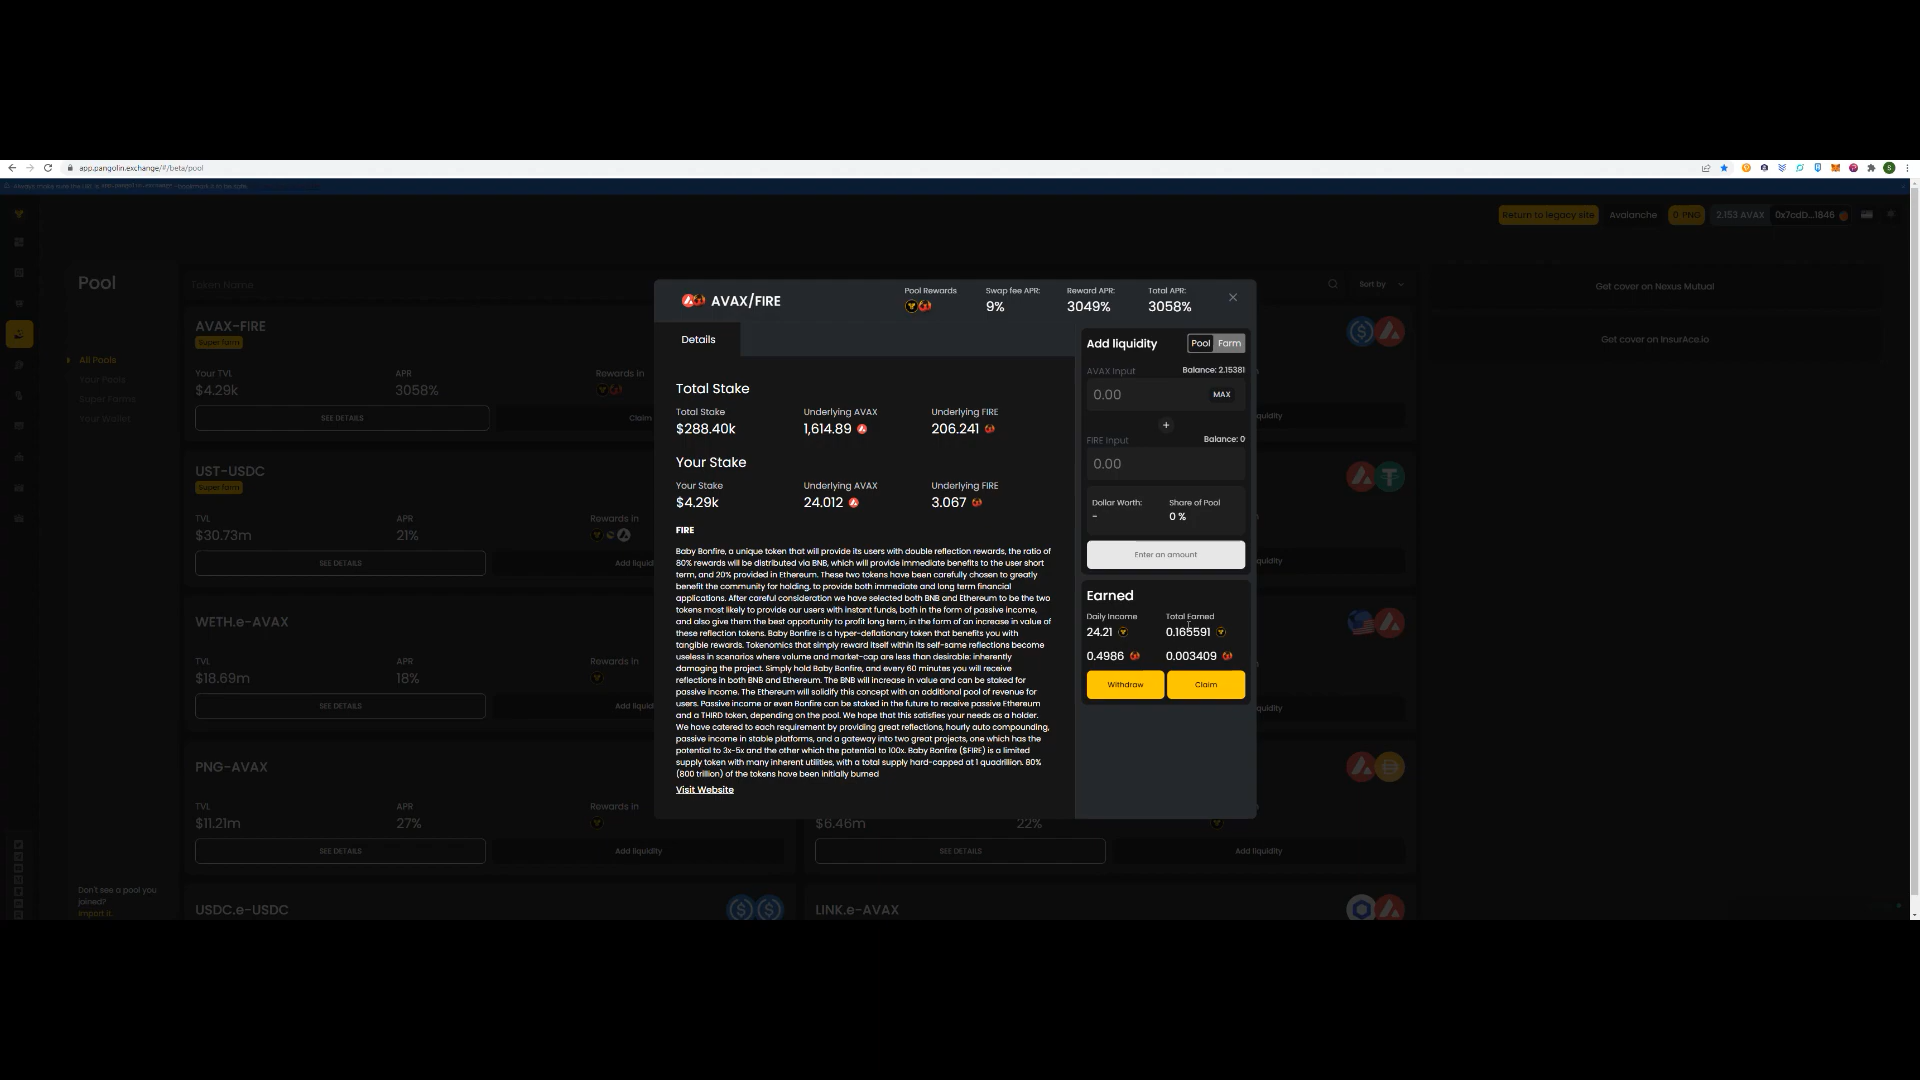 app.pangolin.exchange/#/beta/pool
Return to legacy site
Avalanche
0 PNG
2.153 AVAX
0x7cdD...1846
Pool
Token Name
Sort by
All Pools
Your Pools
Super Farms
Your Wallet
Don't see a pool you
joined?
Import it.
AVAX-FIRE
Super farm
Your TVL
APR
Rewards in
$4.29k
3058%
SEE DETAILS
Claim
UST-USDC
Super farm
TVL
APR
Rewards in
$30.73m
21%
SEE DETAILS
Add liquid
WETH.e-AVAX
TVL
APR
Rewards in
$18.69m
18%
SEE DETAILS
Add liquid
PNG-AVAX
TVL
APR
Rewards in
$11.21m
27%
SEE DETAILS
Add liquidity
$6.46m
22%
SEE DETAILS
Add liquidity
USDC.e-USDC
LINK.e-AVAX
Get cover on Nexus Mutual
Get cover on InsurAce.io
AVAX/FIRE
Pool Rewards
Swap fee APR:
9%
Reward APR:
3049%
Total APR:
3058%
Details
Total Stake
Total Stake
Underlying AVAX
Underlying FIRE
$288.40k
1,614.89
206.241
Your Stake
Your Stake
Underlying AVAX
Underlying FIRE
$4.29k
24.012
3.067
FIRE
Baby Bonfire, a unique token that will provide its users with double reflection rewards, the ratio of
80% rewards will be distributed via BNB, which will provide immediate benefits to the user short
term, and 20% provided in Ethereum. These two tokens have been carefully chosen to greatly
benefit the community for holding, to provide both immediate and long term financial
applications. After careful consideration we have selected both BNB and Ethereum to be the two
tokens most likely to provide our users with instant funds, both in the form of passive income,
and also give them the best opportunity to profit long term, in the form of an increase in value of
these reflection tokens. Baby Bonfire is a hyper-deflationary token that benefits you with
tangible rewards. Tokenomics that simply reward itself within its self-same reflections become
useless in scenarios where volume and market-cap are less than desirable: inherently
damaging the project. Simply hold Baby Bonfire, and every 60 minutes you will receive
reflections in both BNB and Ethereum. The BNB will increase in value and can be staked for
passive income. The Ethereum will solidify this concept with an additional pool of revenue for
users. Passive income or even Bonfire can be staked in the future to receive passive Ethereum
and a THIRD token, depending on the pool. We hope that this satisfies your needs as a holder.
We have catered to each requirement by providing great reflections, hourly auto compounding,
passive income in stable platforms, and a gateway into two great projects, one which has the
potential to 3x-5x and the other which the potential to 100x. Baby Bonfire ($FIRE) is a limited
supply token with many inherent utilities, with a total supply hard-capped at 1 quadrillion. 80%
(800 trillion) of the tokens have been initially burned
Visit Website
Add liquidity
Pool
Farm
AVAX Input
Balance: 2.15381
0.00
MAX
+
FIRE Input
Balance: 0
0.00
Dollar Worth:
Share of Pool
-
0 %
Enter an amount
Earned
Daily Income
Total Earned
24.21
0.165591
0.4986
0.003409
Withdraw
Claim